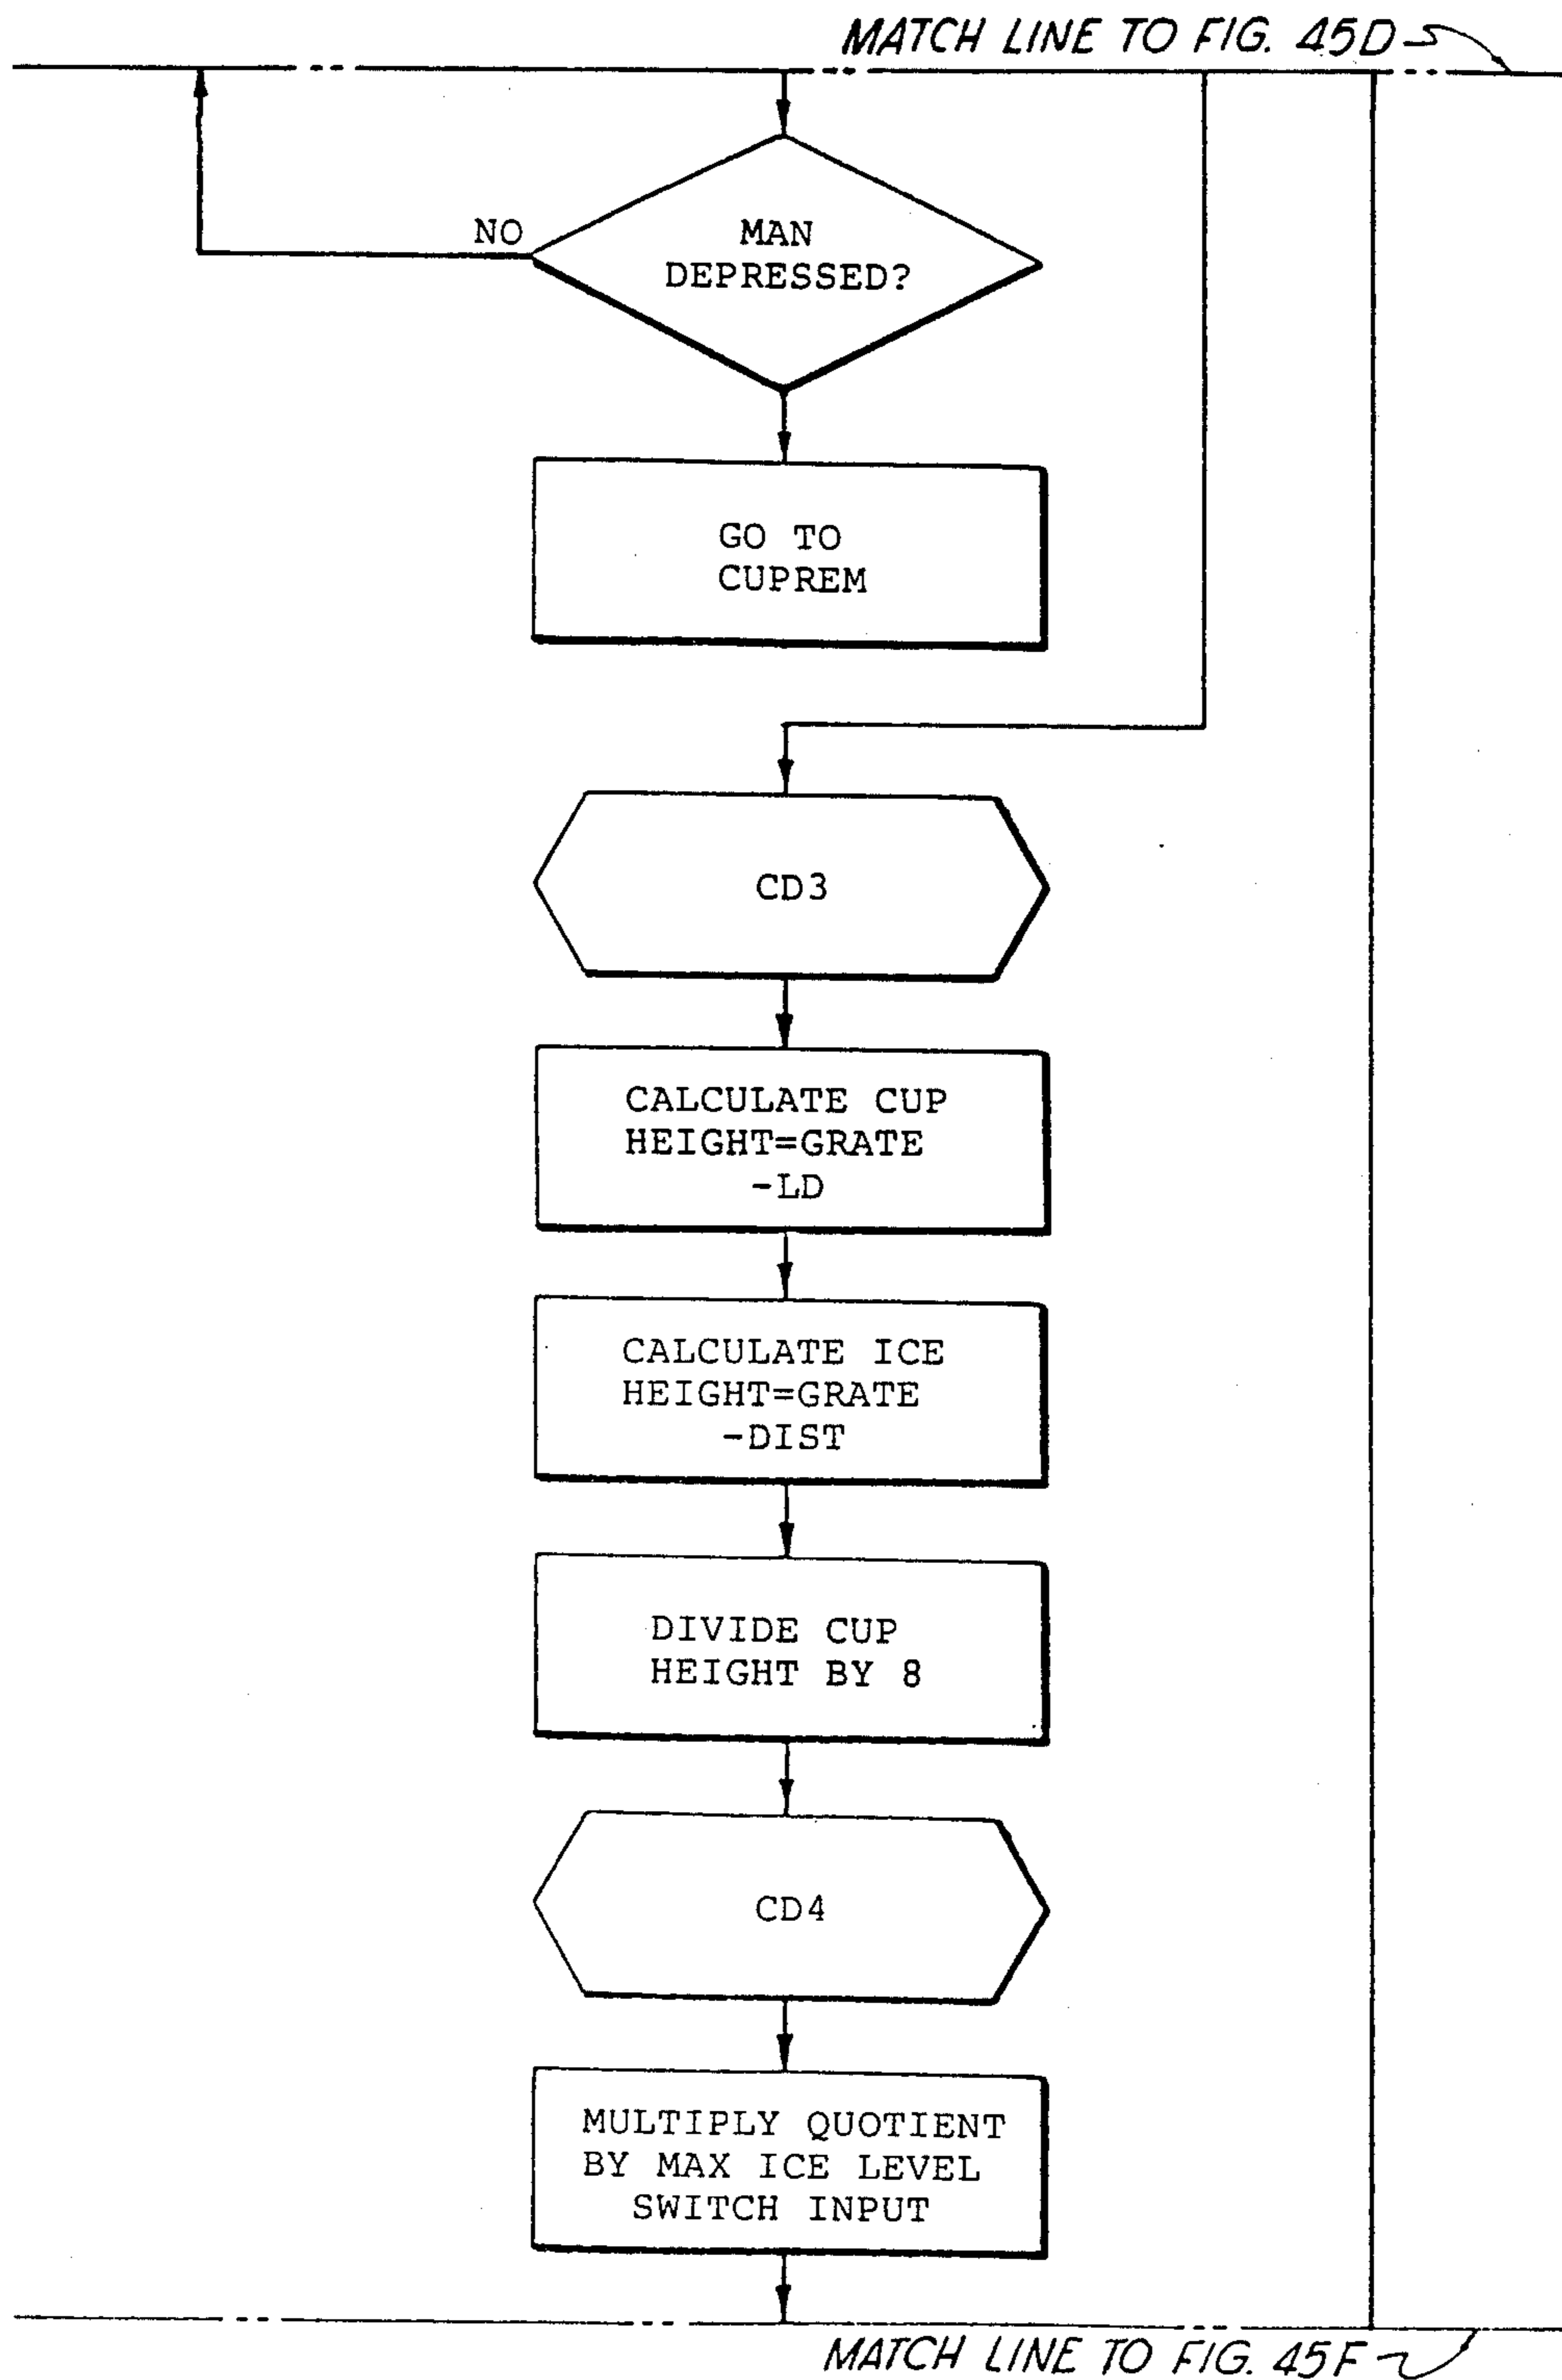 MATCH LINE TO FIG. 45D
NO
MAN
DEPRESSED?
GO TO
CUPREM
CD3
CALCULATE CUP
HEIGHT=GRATE
-LD
CALCULATE ICE
HEIGHT=GRATE
-DIST
DIVIDE CUP
HEIGHT BY 8
CD4
MULTIPLY QUOTIENT
BY MAX ICE LEVEL
SWITCH INPUT
MATCH LINE TO FIG. 45F